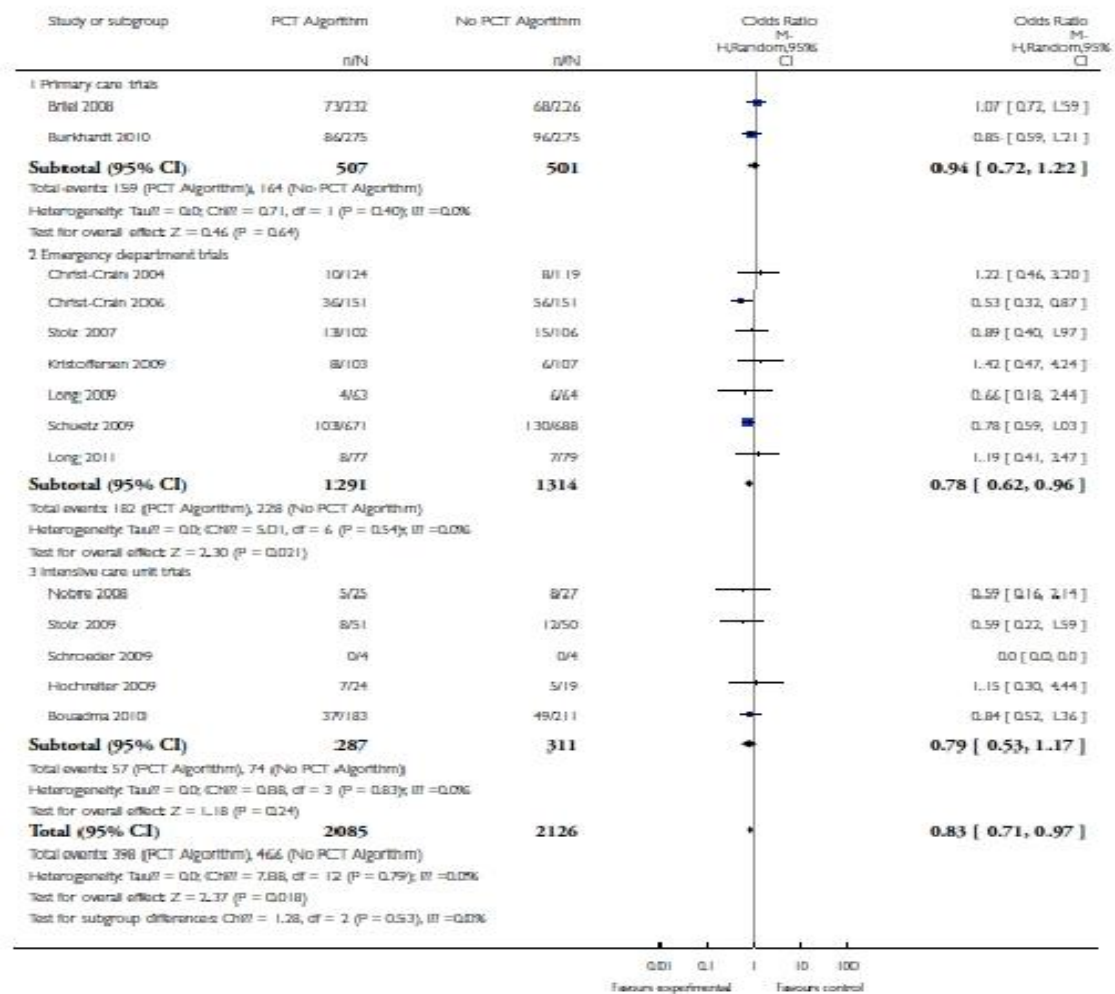 Study or subgroup PCT Algorithm No PCT Algorithm Odds Ratio Odds Ratio
M- M-
H,Random,95% H,Random,95%
n/N n/N CI CI
1 Primary care trials
Briel 2008 73/232 68/226 1.07 [ 0.72, 1.59 ]
Burkhardt 2010 86/275 96/275 0.85 [ 0.59, 1.21 ]
Subtotal (95% CI) 507 501 0.94 [ 0.72, 1.22 ]
Total events: 159 (PCT Algorithm), 164 (No PCT Algorithm)
Heterogeneity: Tau?? = 0.0; Chi?? = 0.71, df = 1 (P = 0.40); I?? =0.0%
Test for overall effect: Z = 0.46 (P = 0.64)
2 Emergency department trials
Christ-Crain 2004 10/124 8/119 1.22 [ 0.46, 3.20 ]
Christ-Crain 2006 36/151 56/151 0.53 [ 0.32, 0.87 ]
Stolz 2007 13/102 15/106 0.89 [ 0.40, 1.97 ]
Kristoffersen 2009 8/103 6/107 1.42 [ 0.47, 4.24 ]
Long 2009 4/63 6/64 0.66 [ 0.18, 2.44 ]
Schuetz 2009 103/671 130/688 0.78 [ 0.59, 1.03 ]
Long 2011 8/77 7/79 1.19 [ 0.41, 3.47 ]
Subtotal (95% CI) 1291 1314 0.78 [ 0.62, 0.96 ]
Total events: 182 (PCT Algorithm), 228 (No PCT Algorithm)
Heterogeneity: Tau?? = 0.0; Chi?? = 5.01, df = 6 (P = 0.54); I?? =0.0%
Test for overall effect: Z = 2.30 (P = 0.021)
3 Intensive care unit trials
Nobre 2008 5/25 8/27 0.59 [ 0.16, 2.14 ]
Stolz 2009 8/51 12/50 0.59 [ 0.22, 1.59 ]
Schroeder 2009 0/4 0/4 0.0 [ 0.0, 0.0 ]
Hochreiter 2009 7/24 5/19 1.15 [ 0.30, 4.44 ]
Bouadma 2010 37/183 49/211 0.84 [ 0.52, 1.36 ]
Subtotal (95% CI) 287 311 0.79 [ 0.53, 1.17 ]
Total events: 57 (PCT Algorithm), 74 (No PCT Algorithm)
Heterogeneity: Tau?? = 0.0; Chi?? = 0.88, df = 3 (P = 0.83); I?? =0.0%
Test for overall effect: Z = 1.18 (P = 0.24)
Total (95% CI) 2085 2126 0.83 [ 0.71, 0.97 ]
Total events: 398 (PCT Algorithm), 466 (No PCT Algorithm)
Heterogeneity: Tau?? = 0.0; Chi?? = 7.88, df = 12 (P = 0.79); I?? =0.0%
Test for overall effect: Z = 2.37 (P = 0.018)
Test for subgroup differences: Chi?? = 1.28, df = 2 (P = 0.53), I?? =0.0%
0.01 0.1 1 10 100
Favours experimental Favours control